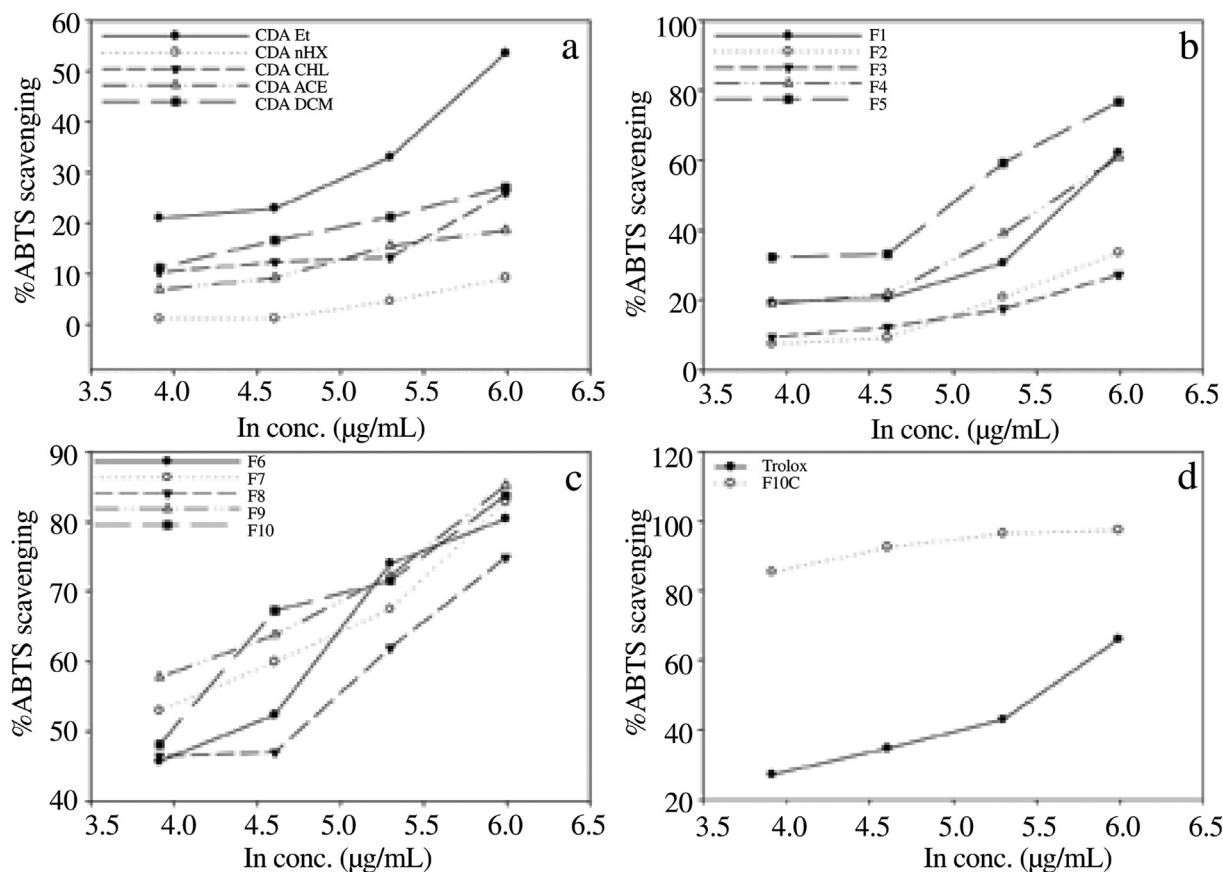 a
CDA Et
CDA nHX
CDA CHL
CDA ACE
CDA DCM
%ABTS scavenging
60
50
40
30
20
10
0
3.5 4.0 4.5 5.0 5.5 6.0 6.5
In conc. (µg/mL)
b
F1
F2
F3
F4
F5
%ABTS scavenging
100
80
60
40
20
0
3.5 4.0 4.5 5.0 5.5 6.0 6.5
In conc. (µg/mL)
c
F6
F7
F8
F9
F10
%ABTS scavenging
90
80
70
60
50
40
3.5 4.0 4.5 5.0 5.5 6.0 6.5
In conc. (µg/mL)
d
Trolox
F10C
%ABTS scavenging
120
100
80
60
40
20
3.5 4.0 4.5 5.0 5.5 6.0 6.5
In conc. (µg/mL)